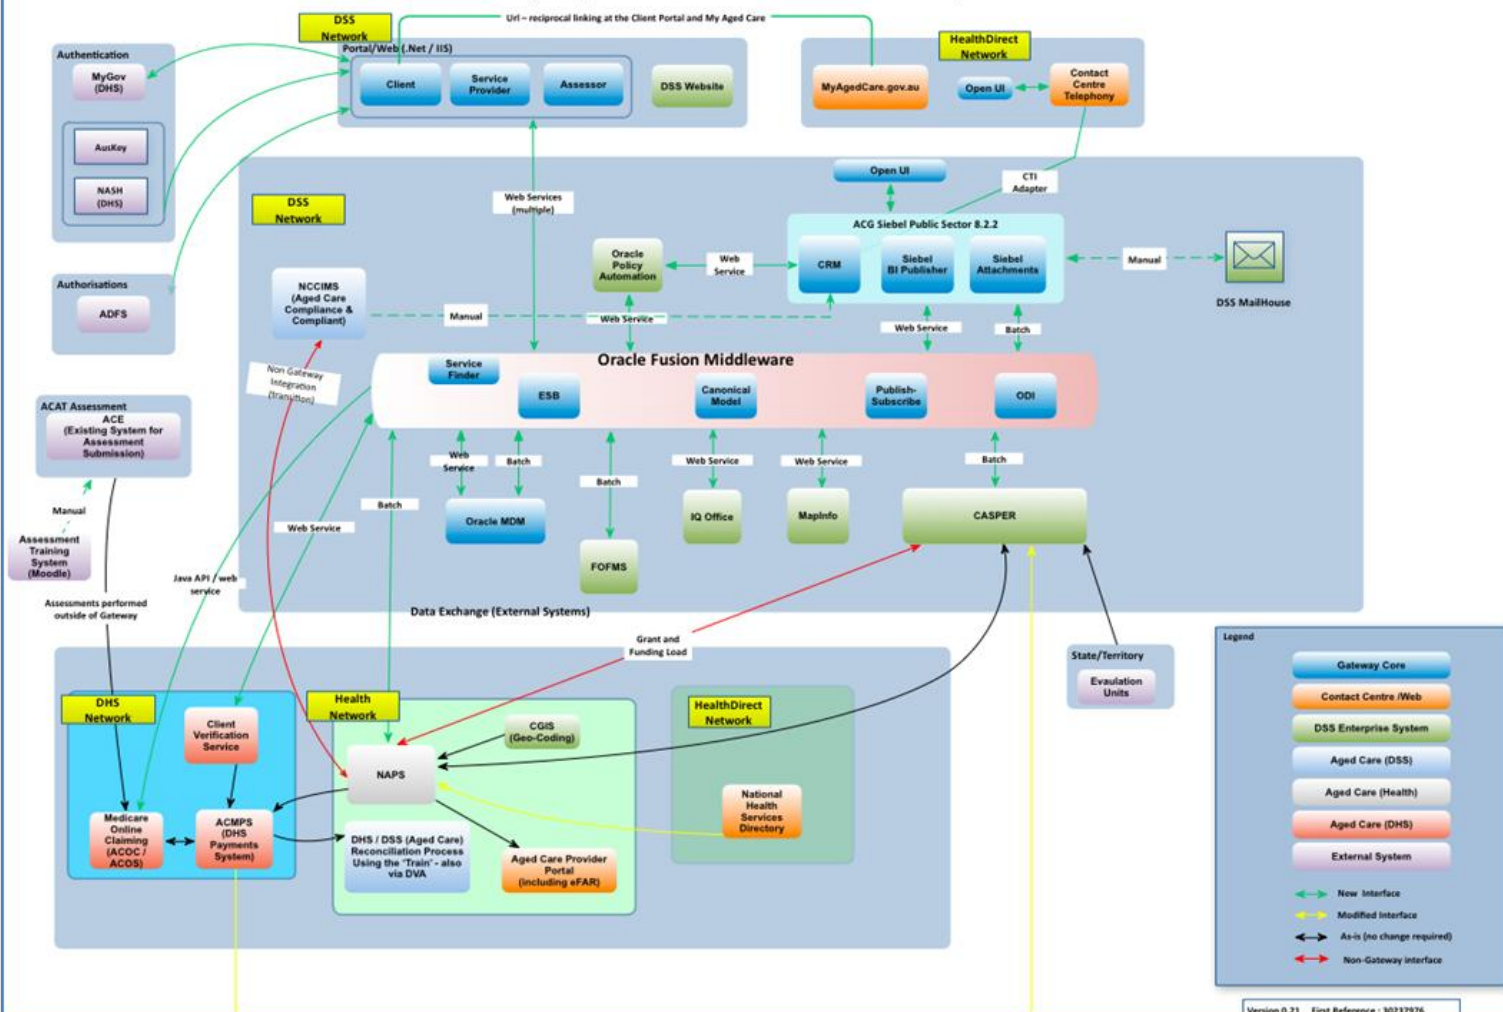 DSS
Network
Url – reciprocal linking at the Client Portal and My Aged Care
Portal/Web (.Net / IIS)
Client
Service
Provider
Assessor
DSS Website
HealthDirect
Network
MyAgedCare.gov.au
Open UI
Contact
Centre
Telephony
Authentication
MyGov
(DHS)
AusKey
NASH
(DHS)
Authorisations
ADFS
DSS
Network
Web Services
(multiple)
Open UI
CTI
Adapter
ACG Siebel Public Sector 8.2.2
CRM
Siebel
BI Publisher
Siebel
Attachments
Oracle
Policy
Automation
Web
Service
Manual
DSS MailHouse
NCCIMS
(Aged Care
Compliance &
Compliant)
Manual
Web Service
Web Service
Batch
Non Gateway
Integration
(transition)
Oracle Fusion Middleware
Service
Finder
ESB
Canonical
Model
Publish-
Subscribe
ODI
ACAT Assessment
ACE
(Existing System for
Assessment
Submission)
Manual
Assessment
Training
System
(Moodle)
Assessments performed
outside of Gateway
Web
Service
Batch
Batch
Web Service
Web Service
Batch
Batch
Web Service
Java API / web
service
Oracle MDM
FOFMS
IQ Office
MapInfo
CASPER
Data Exchange (External Systems)
Grant and
Funding Load
State/Territory
Evaulation
Units
DHS
Network
Client
Verification
Service
Medicare
Online
Claiming
(ACOC /
ACOS)
ACMPS
(DHS
Payments
System)
Health
Network
CGIS
(Geo-Coding)
NAPS
DHS / DSS (Aged Care)
Reconciliation Process
Using the 'Train' - also
via DVA
Aged Care Provider
Portal
(including eFAR)
HealthDirect
Network
National
Health
Services
Directory
Legend
Gateway Core
Contact Centre /Web
DSS Enterprise System
Aged Care (DSS)
Aged Care (Health)
Aged Care (DHS)
External System
New Interface
Modified Interface
As-is (no change required)
Non-Gateway interface
Version 0.21 First Reference : 30237976